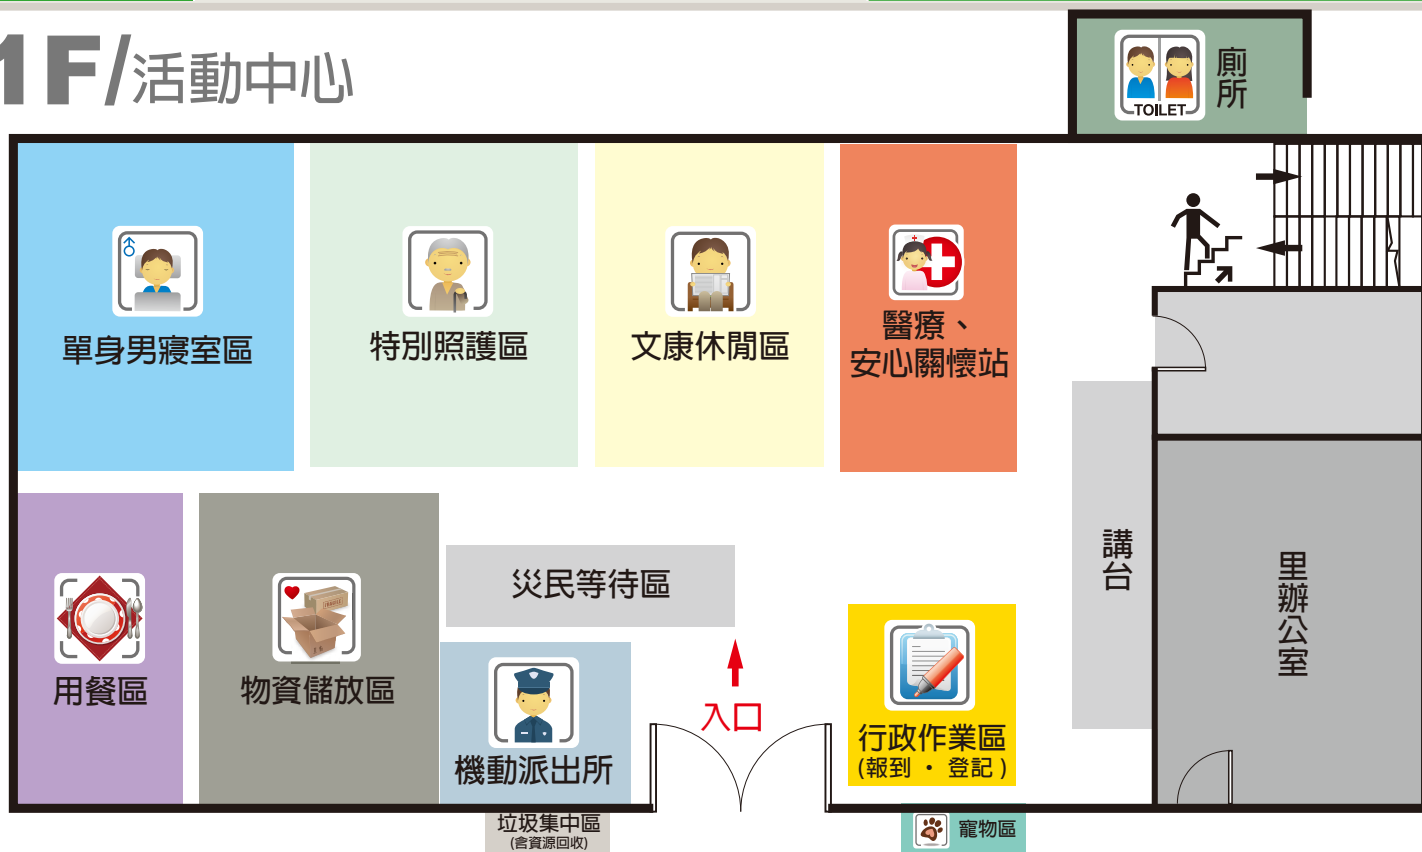 1F/活動中心
TOILET
廁所
單身男寢室區
特別照護區
文康休閒區
醫療、
安心關懷站
用餐區
物資儲放區
災民等待區
機動派出所
入口
行政作業區
(報到 ・ 登記)
講台
里辦公室
垃圾集中區
(含資源回收)
寵物區